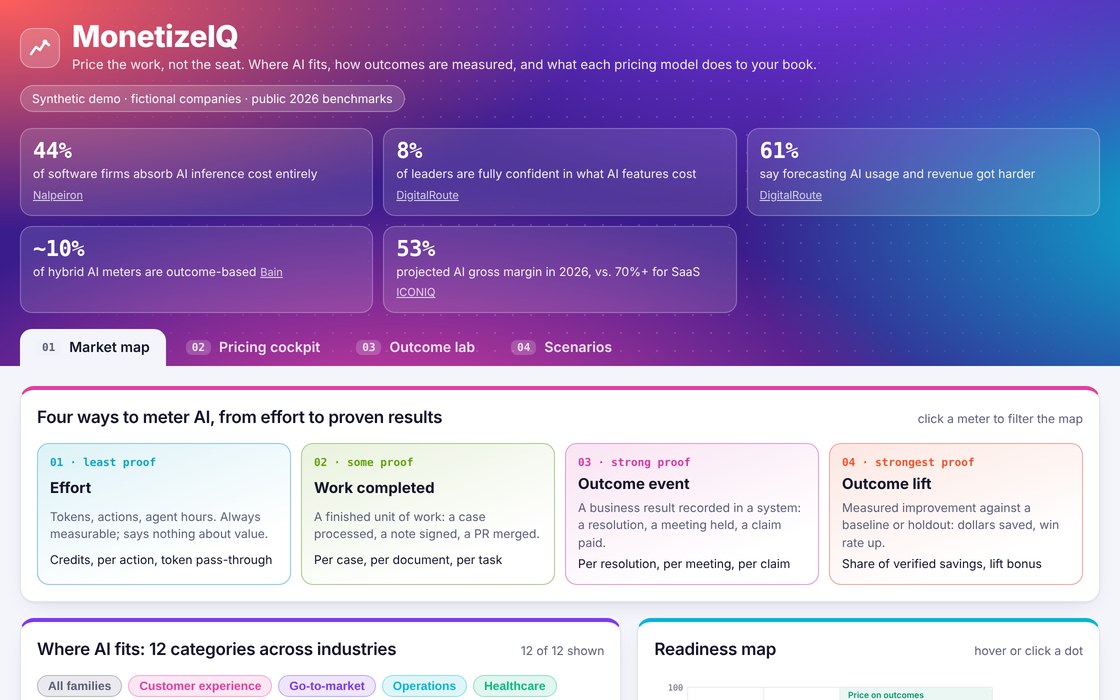 MonetizeIQ
Price the work, not the seat. Where AI fits, how outcomes are measured, and what each pricing model does to your book.
Synthetic demo · fictional companies · public 2026 benchmarks
44%
of software firms absorb AI inference cost entirely
Nalpeiron
8%
of leaders are fully confident in what AI features cost
DigitalRoute
61%
say forecasting AI usage and revenue got harder
DigitalRoute
~10%
of hybrid AI meters are outcome-based Bain
53%
projected AI gross margin in 2026, vs. 70%+ for SaaS
ICONIQ
01 Market map
02 Pricing cockpit
03 Outcome lab
04 Scenarios
Four ways to meter AI, from effort to proven results
click a meter to filter the map
01 · least proof
Effort
Tokens, actions, agent hours. Always
measurable; says nothing about value.
Credits, per action, token pass-through
02 · some proof
Work completed
A finished unit of work: a case
processed, a note signed, a PR merged.
Per case, per document, per task
03 · strong proof
Outcome event
A business result recorded in a system:
a resolution, a meeting held, a claim
paid.
Per resolution, per meeting, per claim
04 · strongest proof
Outcome lift
Measured improvement against a
baseline or holdout: dollars saved, win
rate up.
Share of verified savings, lift bonus
Where AI fits: 12 categories across industries
12 of 12 shown
All families
Customer experience
Go-to-market
Operations
Healthcare
Readiness map
hover or click a dot
100
Price on outcomes